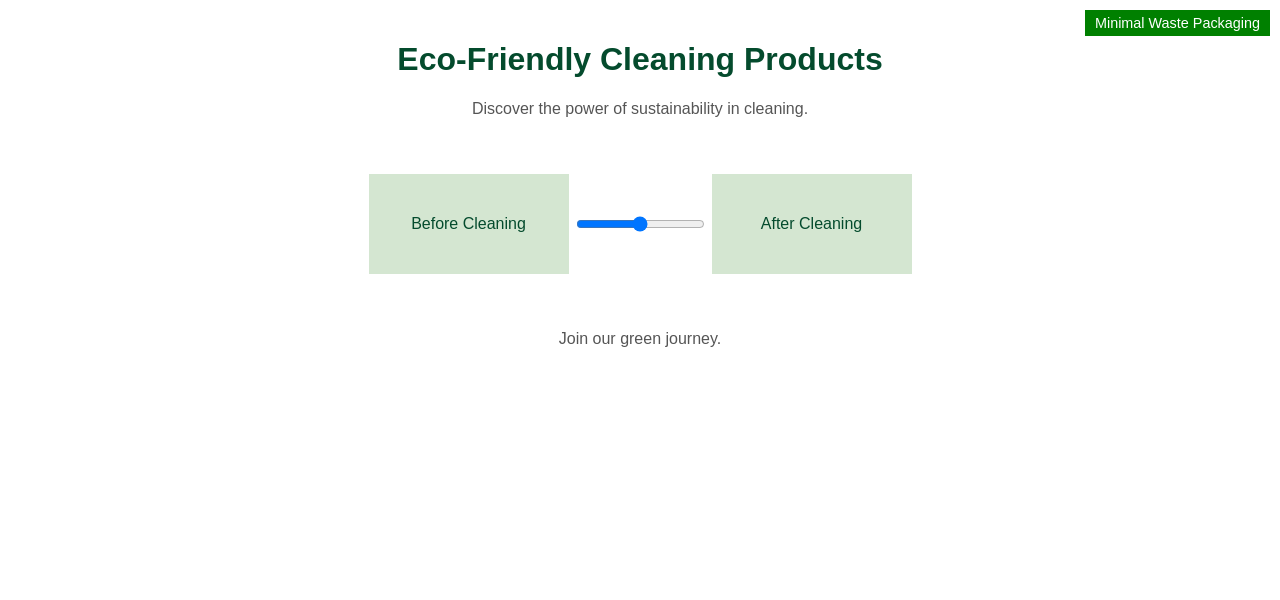 Minimal Waste Packaging
Eco-Friendly Cleaning Products
Discover the power of sustainability in cleaning.
Before Cleaning
After Cleaning
Join our green journey.